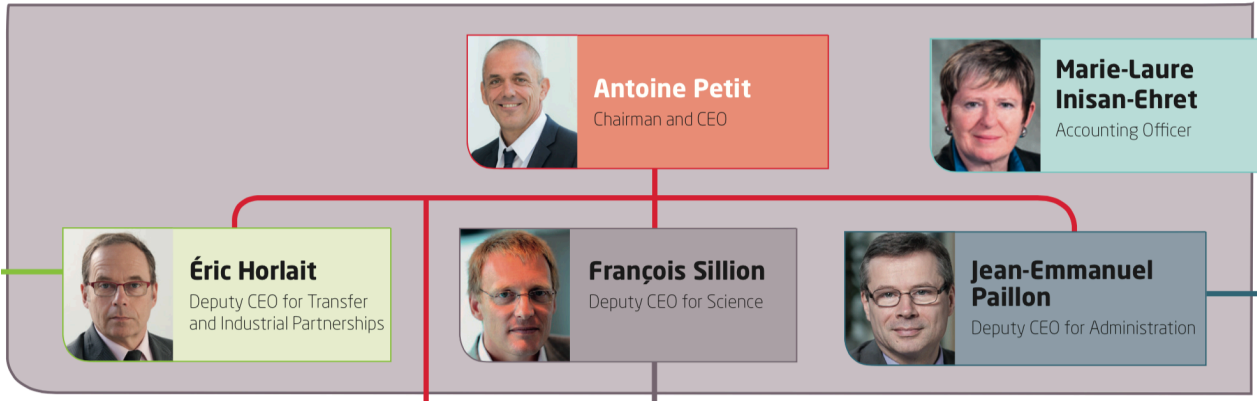 Antoine Petit
Chairman and CEO
Marie-Laure
Inisan-Ehret
Accounting Officer
Éric Horlait
Deputy CEO for Transfer
and Industrial Partnerships
François Sillion
Deputy CEO for Science
Jean-Emmanuel
Paillon
Deputy CEO for Administration